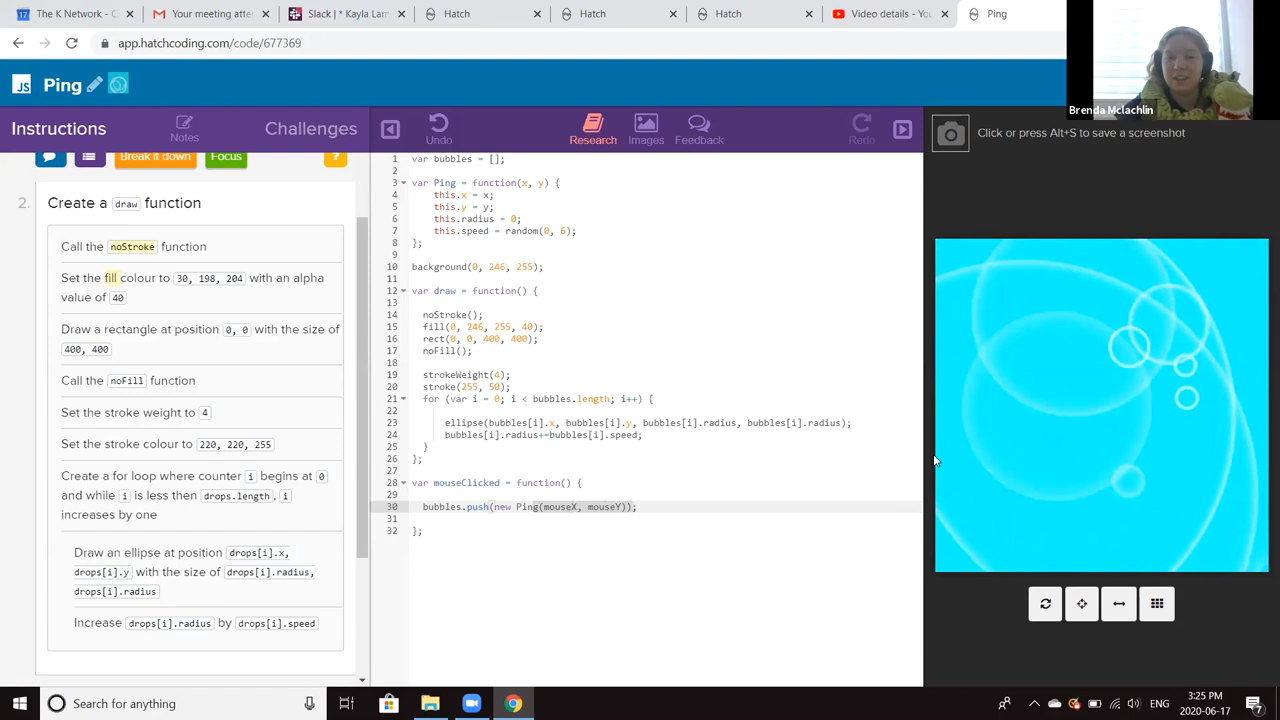 17 The K Network - C
Your meeting atte
Slack | * Kayla Lam
Hatch
Hatch
Hatch
Video details - You
Ping
app.hatchcoding.com/code/677369
JS Ping
Brenda Mclachlin
Instructions
Notes
Challenges
Undo
Research
Images
Feedback
Redo
Click or press Alt+S to save a screenshot
Break it down
Focus
?
2. Create a draw function
Call the noStroke function
Set the fill colour to 30, 198, 204 with an alpha
value of 40
Draw a rectangle at position 0, 0 with the size of
400, 400
Call the noFill function
Set the stroke weight to 4
Set the stroke colour to 220, 220, 255
Create a for loop where counter i begins at 0
and while i is less then drops.length, i
increases by one
Draw an ellipse at position drops[i].x,
drops[i].y with the size of drops[i].radius,
drops[i].radius
Increase drops[i].radius by drops[i].speed
1 var bubbles = [];
2
3 var Ping = function(x, y) {
4 this.x = x;
5 this.y = y;
6 this.radius = 0;
7 this.speed = random(0, 6);
8 };
9
10 background(0, 246, 255);
11
12 var draw = function() {
13
14 noStroke();
15 fill(0, 246, 255, 40);
16 rect(0, 0, 400, 400);
17 noFill();
18
19 strokeWeight(4);
20 stroke(255, 50);
21 for (var i = 0; i < bubbles.length; i++) {
22
23 ellipse(bubbles[i].x, bubbles[i].y, bubbles[i].radius, bubbles[i].radius);
24 bubbles[i].radius+=bubbles[i].speed;
25 }
26 };
27
28 var mouseClicked = function() {
29
30 bubbles.push(new Ping(mouseX, mouseY));
31
32 };
Search for anything
ENG
3:25 PM
2020-06-17
7